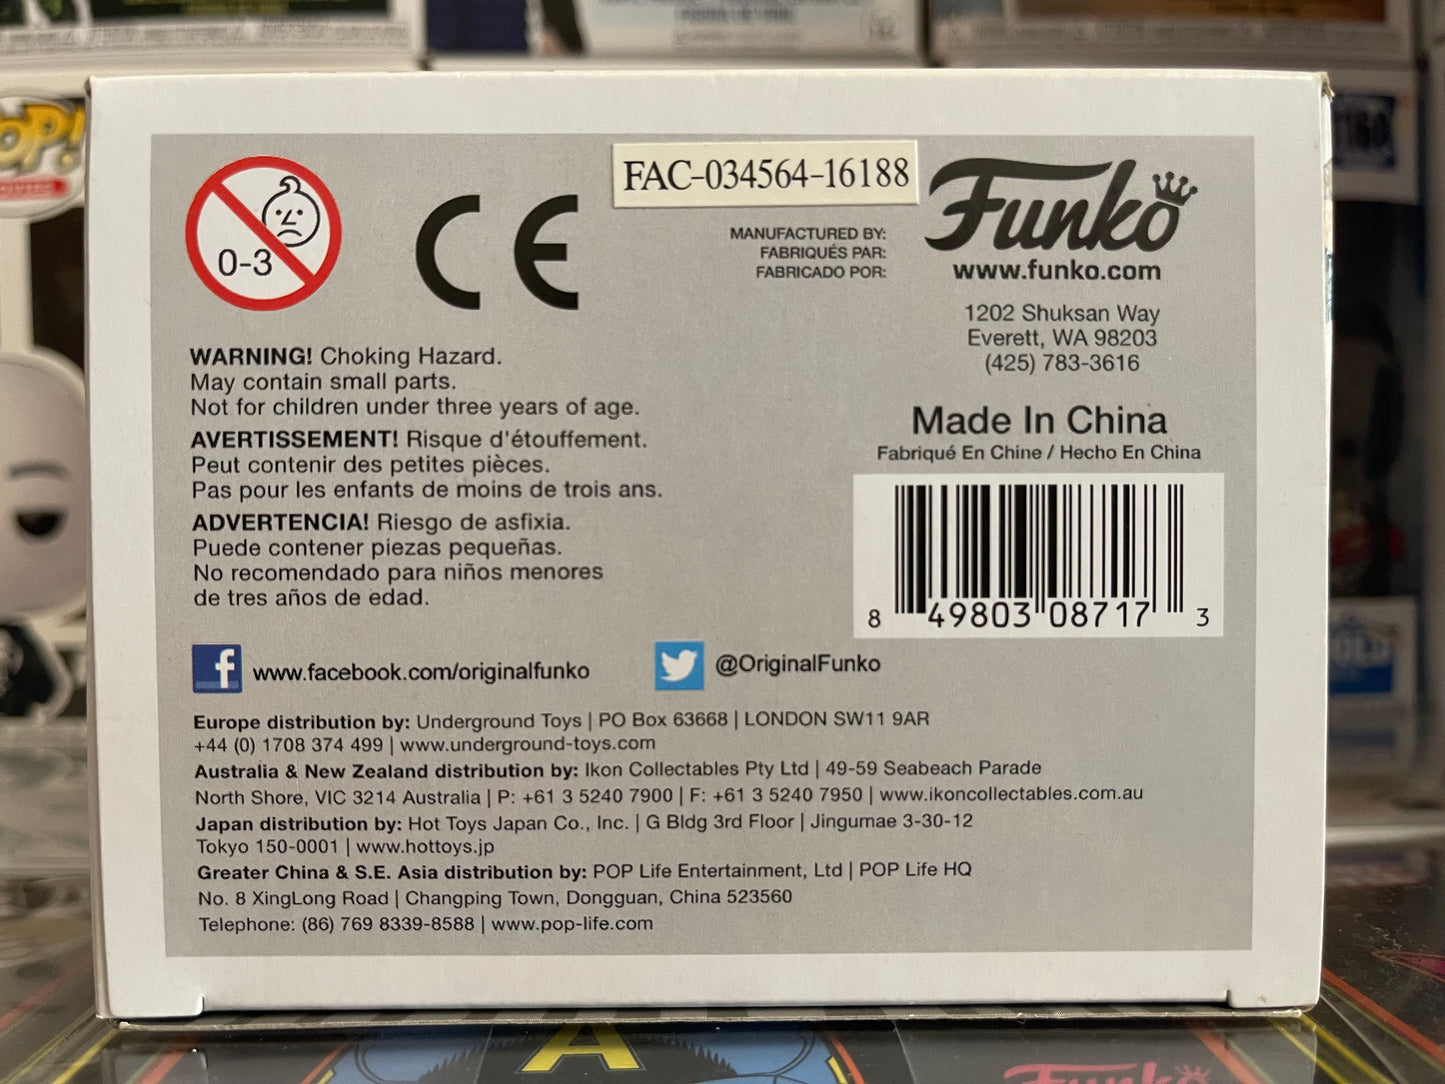 0-3
CE
FAC-034564-16188
MANUFACTURED BY:
FABRIQUÉS PAR:
FABRICADO POR:
Funko
www.funko.com
1202 Shuksan Way
Everett, WA 98203
(425) 783-3616
Made In China
Fabriqué En Chine / Hecho En China
8 49803 08717 3
WARNING! Choking Hazard.
May contain small parts.
Not for children under three years of age.
AVERTISSEMENT! Risque d'étouffement.
Peut contenir des petites pièces.
Pas pour les enfants de moins de trois ans.
ADVERTENCIA! Riesgo de asfixia.
Puede contener piezas pequeñas.
No recomendado para niños menores
de tres años de edad.
f www.facebook.com/originalfunko
@OriginalFunko
Europe distribution by: Underground Toys | PO Box 63668 | LONDON SW11 9AR
+44 (0) 1708 374 499 | www.underground-toys.com
Australia & New Zealand distribution by: Ikon Collectables Pty Ltd | 49-59 Seabeach Parade
North Shore, VIC 3214 Australia | P: +61 3 5240 7900 | F: +61 3 5240 7950 | www.ikoncollectables.com.au
Japan distribution by: Hot Toys Japan Co., Inc. | G Bldg 3rd Floor | Jingumae 3-30-12
Tokyo 150-0001 | www.hottoys.jp
Greater China & S.E. Asia distribution by: POP Life Entertainment, Ltd | POP Life HQ
No. 8 XingLong Road | Changping Town, Dongguan, China 523560
Telephone: (86) 769 8339-8588 | www.pop-life.com
OP!
A
Funko